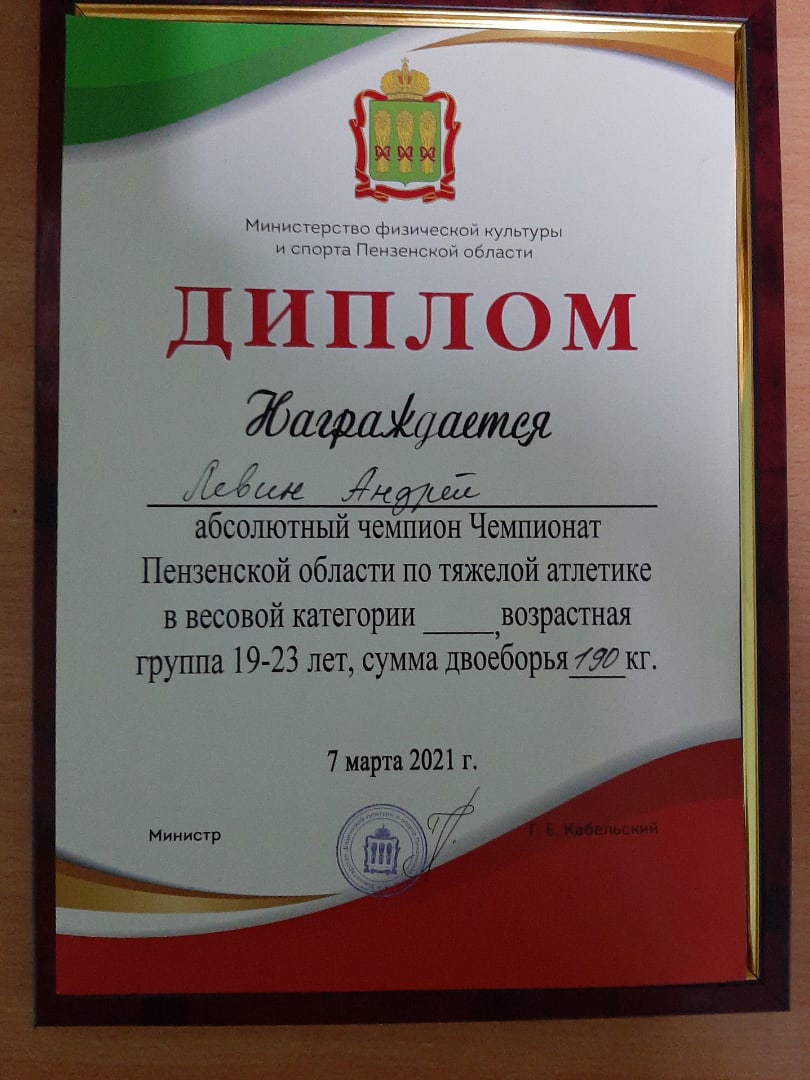 Министерство физической культуры
и спорта Пензенской области
ДИПЛОМ
Награждается
Левин Андрей
абсолютный чемпион Чемпионат
Пензенской области по тяжелой атлетике
в весовой категории _____,возрастная
группа 19-23 лет, сумма двоеборья 190 кг.
7 марта 2021 г.
Министр
Г. Е. Кабельский